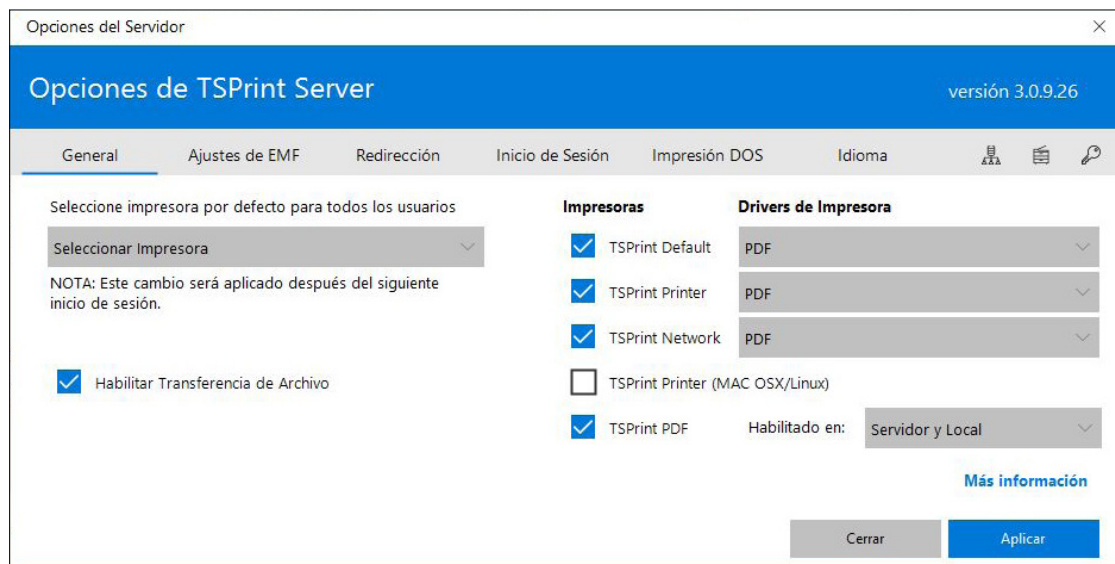 Opciones del Servidor
Opciones de TSPrint Server
versión 3.0.9.26
General
Ajustes de EMF
Redirección
Inicio de Sesión
Impresión DOS
Idioma
Seleccione impresora por defecto para todos los usuarios
Seleccionar Impresora
NOTA: Este cambio será aplicado después del siguiente
inicio de sesión.
Habilitar Transferencia de Archivo
Impresoras
Drivers de Impresora
TSPrint Default
PDF
TSPrint Printer
PDF
TSPrint Network
PDF
TSPrint Printer (MAC OSX/Linux)
TSPrint PDF
Habilitado en:
Servidor y Local
Más información
Cerrar
Aplicar